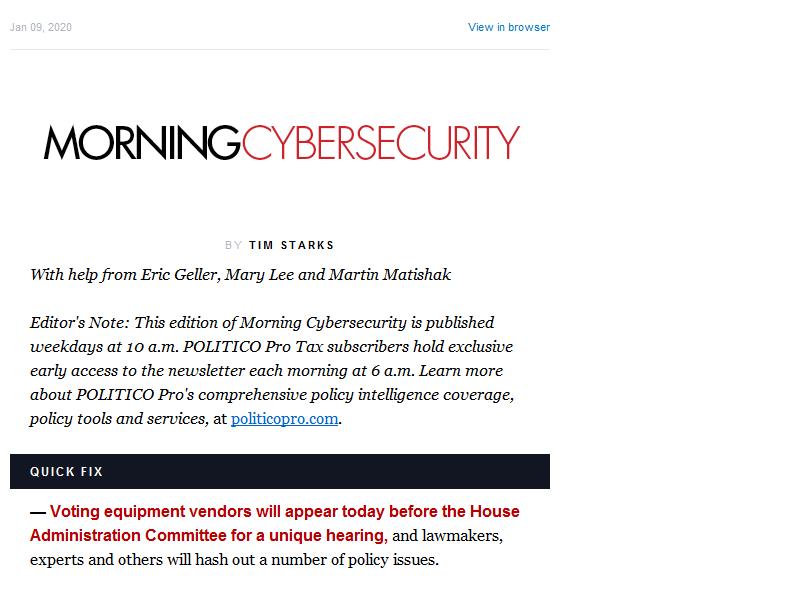 Jan 09, 2020 View in browser
MORNINGCYBERSECURITY
BY TIM STARKS
With help from Eric Geller, Mary Lee and Martin Matishak
Editor's Note: This edition of Morning Cybersecurity is published
weekdays at 10 a.m. POLITICO Pro Tax subscribers hold exclusive
early access to the newsletter each morning at 6 a.m. Learn more
about POLITICO Pro's comprehensive policy intelligence coverage,
policy tools and services, at politicopro.com.
QUICK FIX
— Voting equipment vendors will appear today before the House
Administration Committee for a unique hearing, and lawmakers,
experts and others will hash out a number of policy issues.